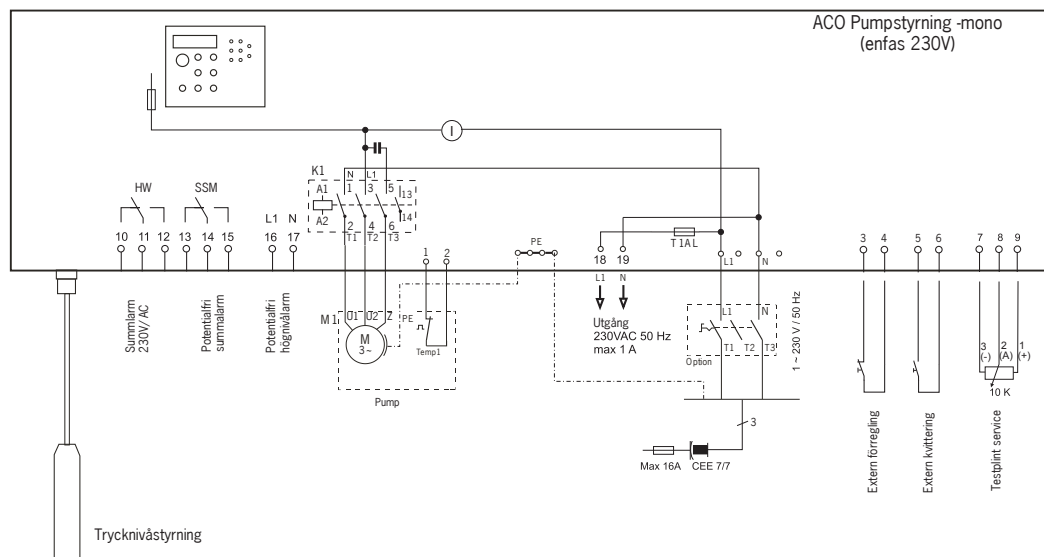 ACO Pumpstyrning -mono
(enfas 230V)
I
K1
N L1
A1 1 3 5 13
A2 2 4 6 14
T1 T2 T3
HW SSM
L1 N
10 11 12 13 14 15 16 17
1 2
PE
T 1A L
18 19
L1 N
L1 N
3 4 5 6 7 8 9
Summlarm
230V/ AC
Potentialfri
summalarm
Potentialfri
högnivålarm
M 1
U1 U2 Z
M
3~
PE
Temp1
Pump
Utgång
230VAC 50 Hz
max 1 A
L1 N
T1 T2 T3
Option
1 ~ 230 V / 50 Hz
3
Max 16A CEE 7/7
3
(-)
2
(A)
1
(+)
10 K
Extern förregling
Extern kvittering
Testplint service
Trycknivåstyrning